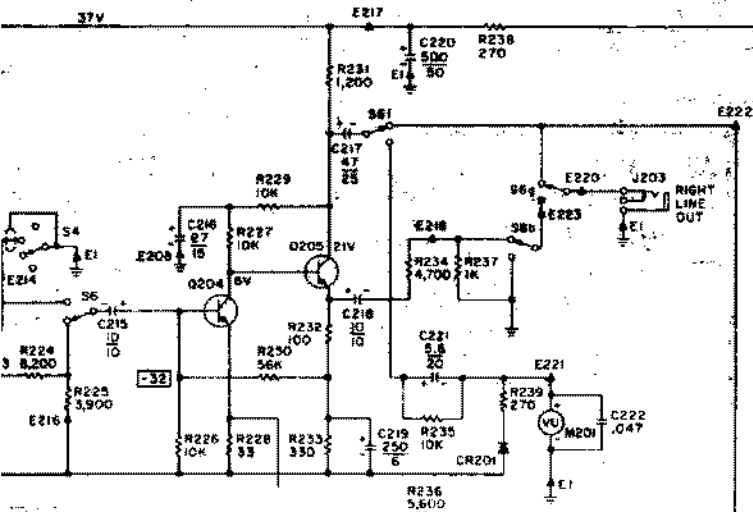 37V
E217
C220
500
50
E1
R238
270
R231
1,200
S6f
E222
C217
47
25
R229
10K
S6g
E220
J203
RIGHT
LINE
OUT
E1
E223
S4
E1
E214
C216
27
15
R227
10K
Q205
21V
E218
S6h
E208
6V
Q204
R234
4,700
R237
1K
S6
C215
10
10
C218
10
10
R232
100
R224
8,200
3
-32
R230
56K
C221
5.6
20
E221
R225
3,900
R239
270
VU
M201
C222
.047
E216
R226
10K
R228
33
R233
330
C219
250
6
R235
10K
CR201
E1
R236
5,600